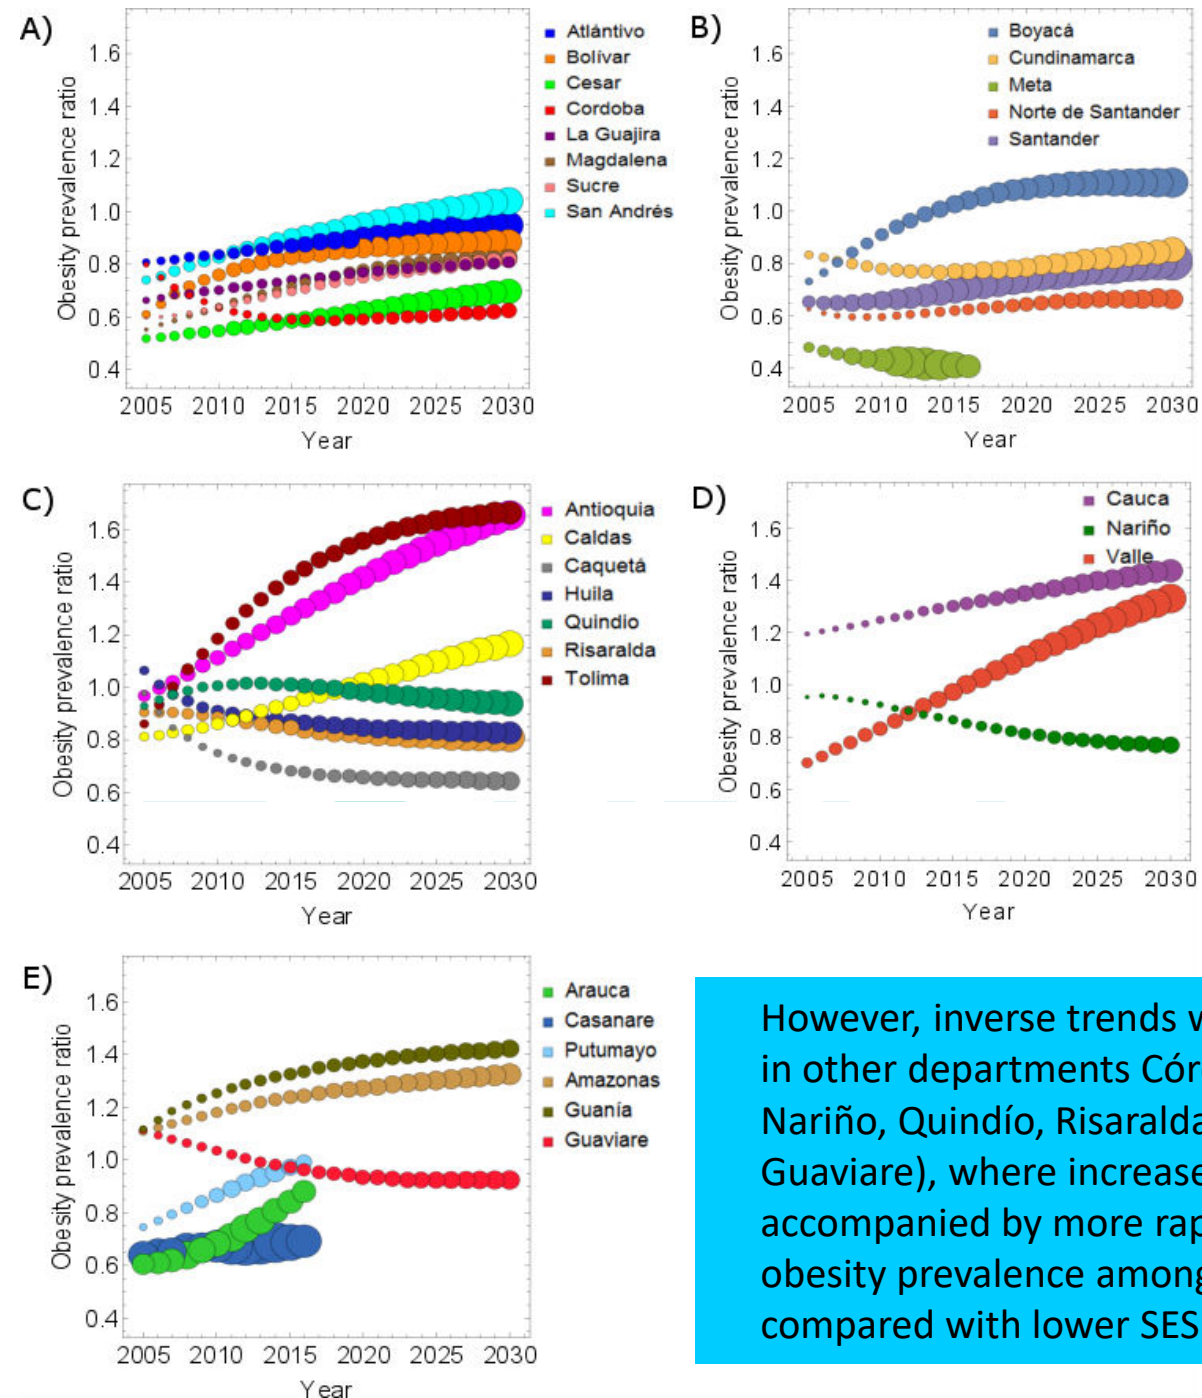 A)
Obesity prevalence ratio
1.6
1.4
1.2
1.0
0.8
0.6
0.4
2005 2010 2015 2020 2025 2030
Year
Atlántivo
Bolívar
Cesar
Cordoba
La Guajira
Magdalena
Sucre
San Andrés
B)
Obesity prevalence ratio
1.6
1.4
1.2
1.0
0.8
0.6
0.4
2005 2010 2015 2020 2025 2030
Year
Boyacá
Cundinamarca
Meta
Norte de Santander
Santander
C)
Obesity prevalence ratio
1.6
1.4
1.2
1.0
0.8
0.6
0.4
2005 2010 2015 2020 2025 2030
Year
Antioquia
Caldas
Caquetá
Huila
Quindio
Risaralda
Tolima
D)
Obesity prevalence ratio
1.6
1.4
1.2
1.0
0.8
0.6
0.4
2005 2010 2015 2020 2025 2030
Year
Cauca
Nariño
Valle
E)
Obesity prevalence ratio
1.6
1.4
1.2
1.0
0.8
0.6
0.4
2005 2010 2015 2020 2025 2030
Year
Arauca
Casanare
Putumayo
Amazonas
Guanía
Guaviare
However, inverse trends
in other departments
Nariño, Quindío, Risaralda
Guaviare), where increase
accompanied by more
obesity prevalence among
compared with lower SES